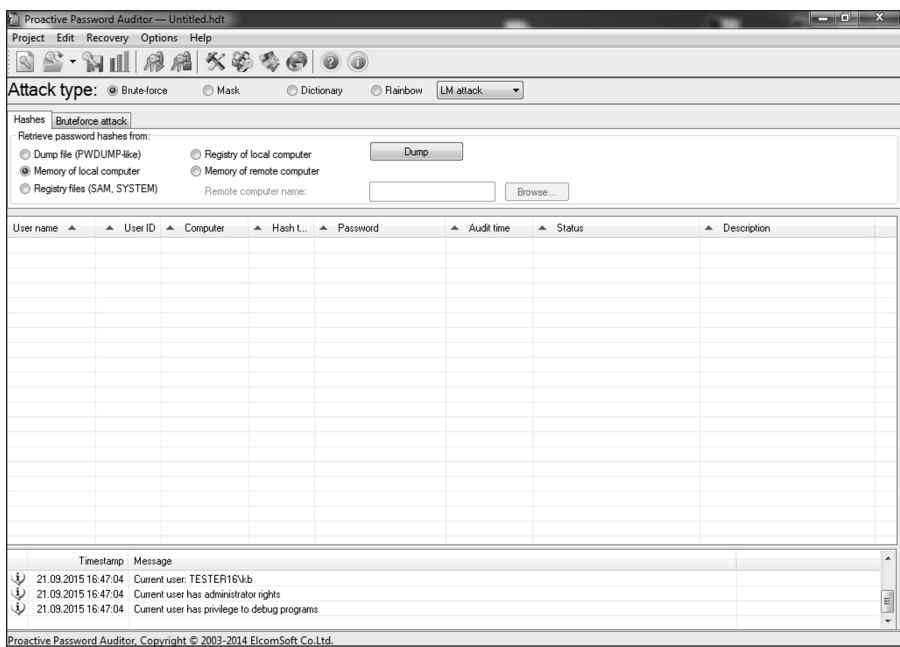 Proactive Password Auditor — Untitled.hdt
Project Edit Recovery Options Help
Attack type: Brute-force Mask Dictionary Rainbow LM attack
Hashes Bruteforce attack
Retrieve password hashes from:
Dump file (PWDUMP-like) Registry of local computer Dump
Memory of local computer Memory of remote computer
Registry files (SAM, SYSTEM) Remote computer name: Browse...
User name User ID Computer Hash t... Password Audit time Status Description
Timestamp Message
21.09.2015 16:47:04 Current user: TESTER16\kb
21.09.2015 16:47:04 Current user has administrator rights
21.09.2015 16:47:04 Current user has privilege to debug programs
Proactive Password Auditor, Copyright © 2003-2014 ElcomSoft Co.Ltd.